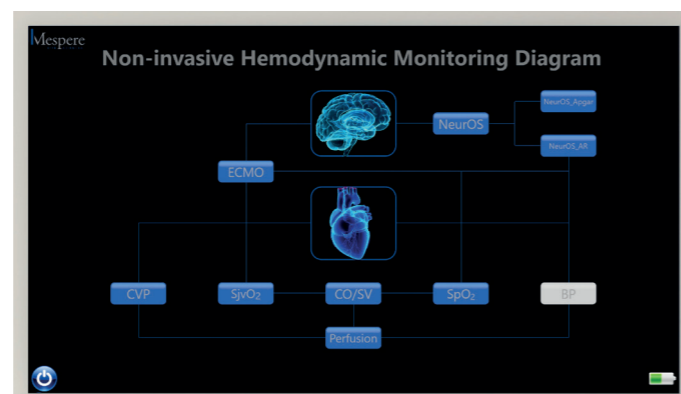 Mespere
Non-invasive Hemodynamic Monitoring Diagram
NeurOS_Apgar
NeurOS
NeurOS_AR
ECMO
CVP
SjvO₂
CO/SV
SpO₂
BP
Perfusion